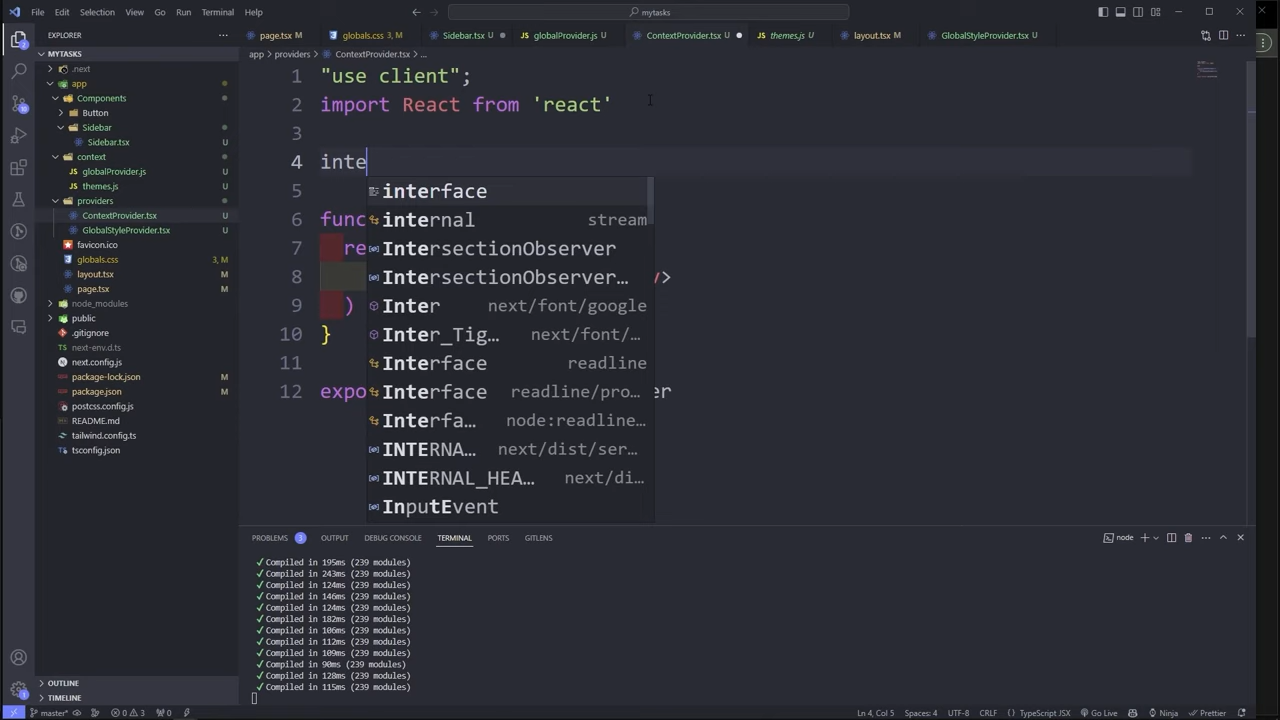 File Edit Selection View Go Run Terminal Help
mytasks
EXPLORER
page.tsx U
globals.css 3, M
Sidebar.tsx
globalProvider.js U
ContextProvider.tsx
themes.js U
layout.tsx U
GlobalStyleProvider.tsx U
MYTASKS
.next
app
Components
Button
Sidebar
Sidebar.tsx U
context
globalProvider.js U
themes.js U
providers
ContextProvider.tsx U
GlobalStyleProvider.tsx U
favicon.ico
globals.css 3, M
layout.tsx U
page.tsx U
node_modules
public
.gitignore
next-env.d.ts
next.config.js
package-lock.json M
package.json M
postcss.config.js
README.md
tailwind.config.ts
tsconfig.json
OUTLINE
TIMELINE
app > providers > ContextProvider.tsx > ...
1 "use client";
2 import React from 'react'
3
4 inte
5
6 func
7 re
8 />
9 )
10 }
11
12 expo er
interface
internal stream
IntersectionObserver
IntersectionObserver…
Inter next/font/google
Inter_Tig… next/font/…
Interface readline
Interface readline/pro…
Interfa… node:readline…
INTERNA… next/dist/ser…
INTERNAL_HEA… next/di…
InputEvent
PROBLEMS 3 OUTPUT DEBUG CONSOLE TERMINAL PORTS GITLENS
node
✓ Compiled in 195ms (239 modules)
✓ Compiled in 243ms (239 modules)
✓ Compiled in 124ms (239 modules)
✓ Compiled in 146ms (239 modules)
✓ Compiled in 124ms (239 modules)
✓ Compiled in 182ms (239 modules)
✓ Compiled in 106ms (239 modules)
✓ Compiled in 112ms (239 modules)
✓ Compiled in 109ms (239 modules)
✓ Compiled in 90ms (239 modules)
✓ Compiled in 128ms (239 modules)
✓ Compiled in 115ms (239 modules)
master* 0 3 0 Ln 4, Col 5 Spaces: 4 UTF-8 CRLF {} TypeScript JSX Go Live Ninja Prettier